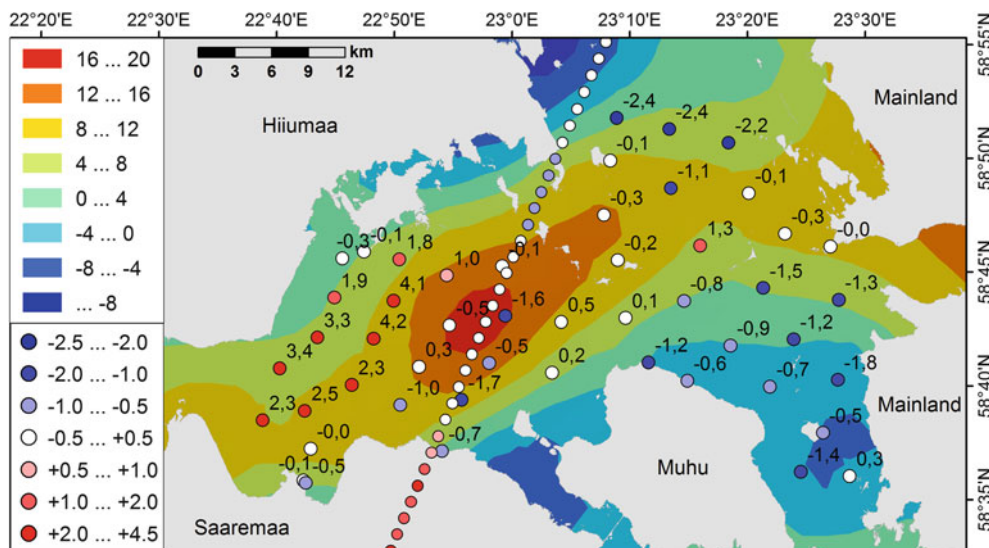 22°20'E 22°30'E 22°40'E 22°50'E 23°0'E 23°10'E 23°20'E 23°30'E
16 ... 20
12 ... 16
8 ... 12
4 ... 8
0 ... 4
-4 ... 0
-8 ... -4
... -8
-2.5 ... -2.0
-2.0 ... -1.0
-1.0 ... -0.5
-0.5 ... +0.5
+0.5 ... +1.0
+1.0 ... +2.0
+2.0 ... +4.5
km
0 3 6 9 12
Hiiumaa
Mainland
-2,4
-2,4
-2,2
-0,1
-1,1
-0,1
-0,3
-0,3
-0,0
-0,3
-0,1
1,8
1,0
-0,1
-0,2
1,3
1,9
4,1
-1,5
-0,5
-1,6
0,5
0,1
-0,8
-1,2
3,3
4,2
-0,9
-1,2
3,4
0,3
-0,5
0,2
-1,2
-0,6
-0,7
-1,8
2,3
2,5
2,3
-1,0
-1,7
Mainland
-0,0
-0,7
-0,5
-0,1
-0,5
-1,4
0,3
Muhu
Saaremaa
58°55'N
58°50'N
58°45'N
58°40'N
58°35'N